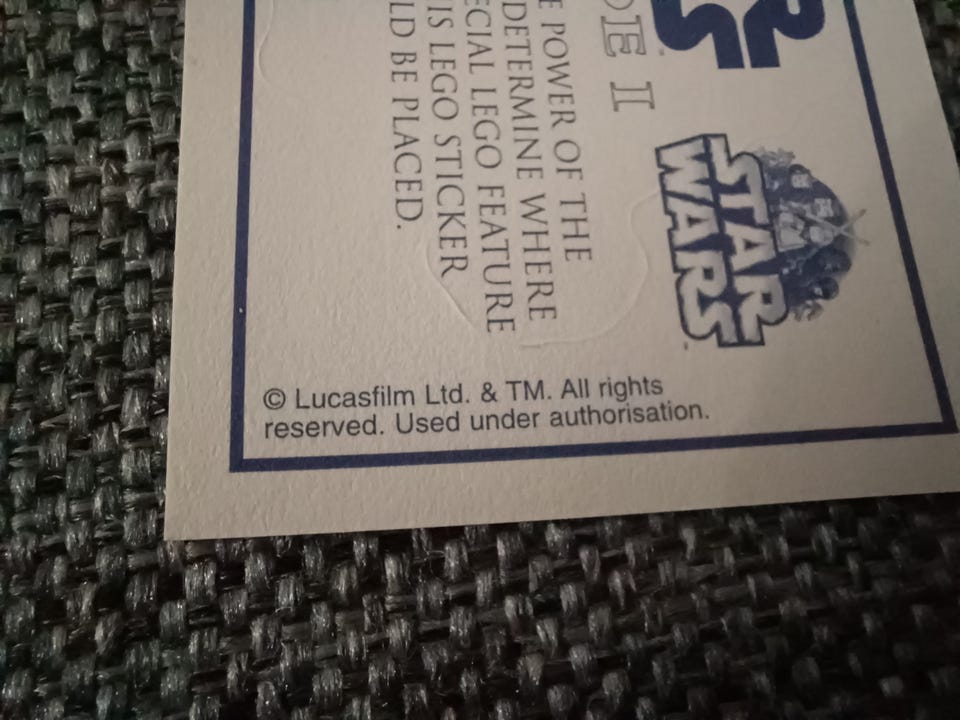 DE II
POWER OF THE
DETERMINE WHERE
ECIAL LEGO FEATURE
IS LEGO STICKER
LD BE PLACED.
STAR
WARS
© Lucasfilm Ltd. & TM. All rights
reserved. Used under authorisation.